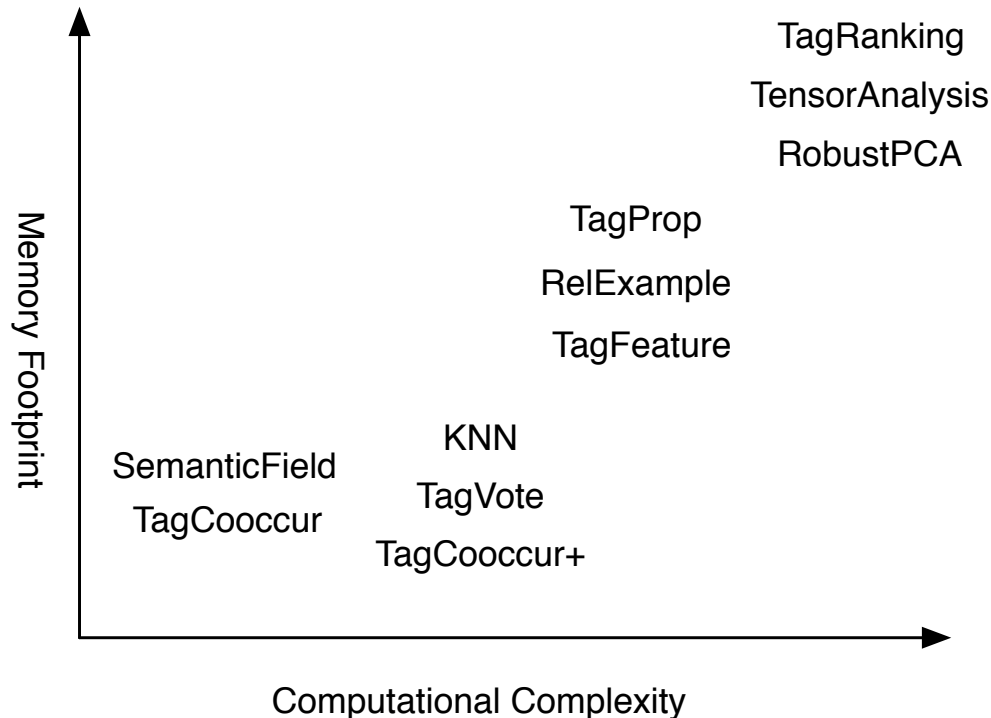 TagRanking
TensorAnalysis
RobustPCA
TagProp
RelExample
TagFeature
KNN
TagVote
TagCooccur+
SemanticField
TagCooccur
Memory Footprint
Computational Complexity